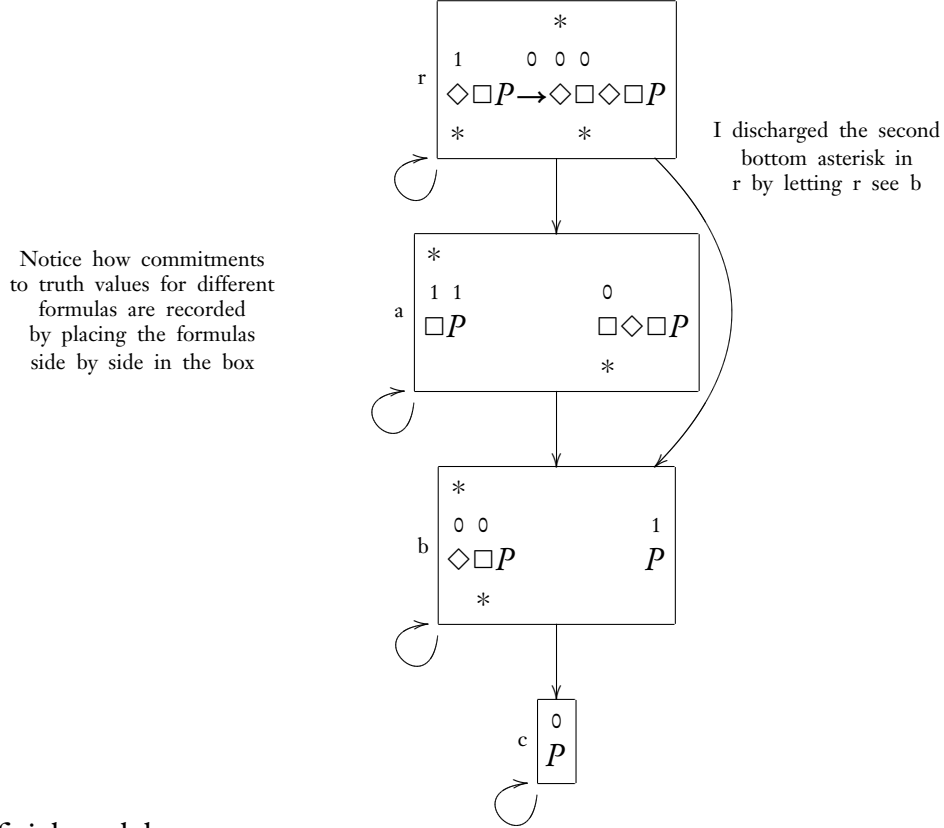 *
1 0 0 0
r
◇□P→◇□◇□P
* *
I discharged the second
bottom asterisk in
r by letting r see b
Notice how commitments
to truth values for different
formulas are recorded
by placing the formulas
side by side in the box
*
1 1 0
a
□P □◇□P
*
*
0 0 1
b
◇□P P
*
0
c
P